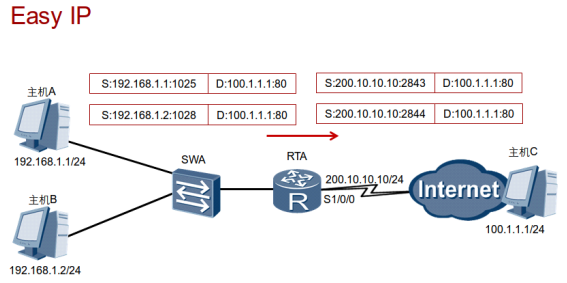 Easy IP
S:192.168.1.1:1025 D:100.1.1.1:80
S:200.10.10.10:2843 D:100.1.1.1:80
主机A
S:192.168.1.2:1028 D:100.1.1.1:80
S:200.10.10.10:2844 D:100.1.1.1:80
192.168.1.1/24
SWA
RTA
主机C
200.10.10.10/24
Internet
R
S1/0/0
主机B
100.1.1.1/24
192.168.1.2/24